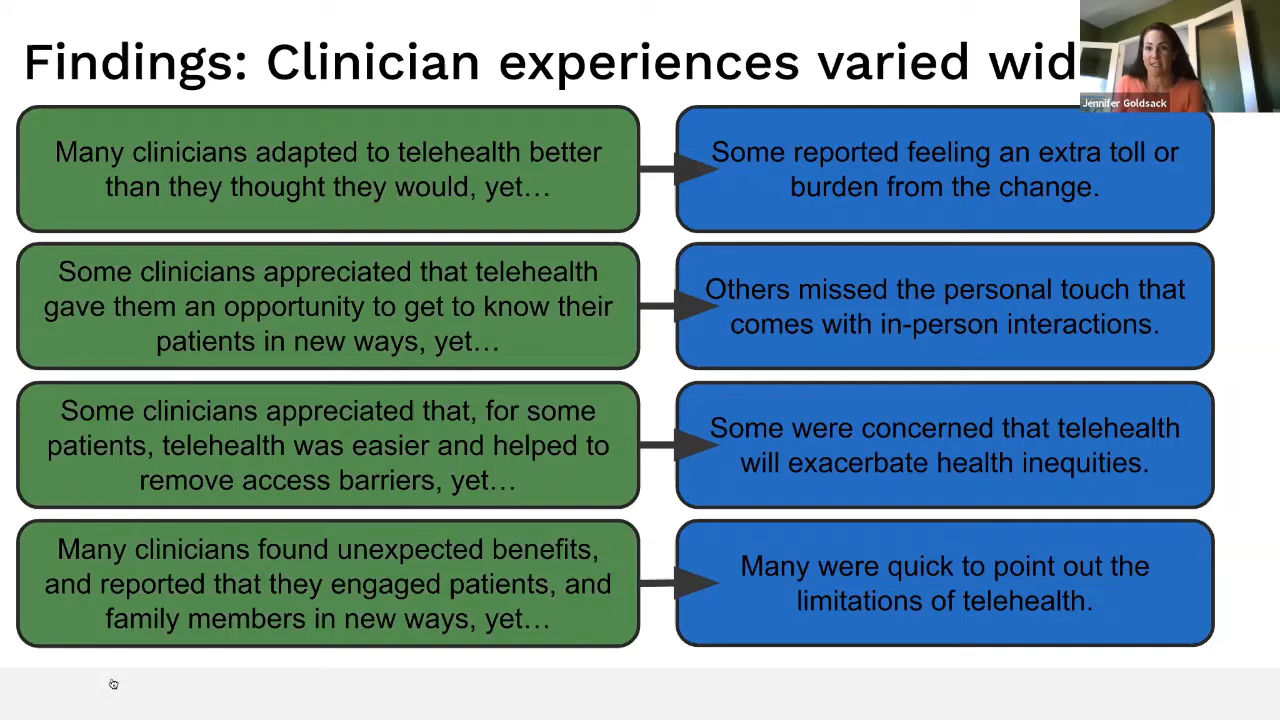 Findings: Clinician experiences varied wid
Jennifer Goldsack
Many clinicians adapted to telehealth better
than they thought they would, yet…
Some reported feeling an extra toll or
burden from the change.
Some clinicians appreciated that telehealth
gave them an opportunity to get to know their
patients in new ways, yet…
Others missed the personal touch that
comes with in-person interactions.
Some clinicians appreciated that, for some
patients, telehealth was easier and helped to
remove access barriers, yet…
Some were concerned that telehealth
will exacerbate health inequities.
Many clinicians found unexpected benefits,
and reported that they engaged patients, and
family members in new ways, yet…
Many were quick to point out the
limitations of telehealth.